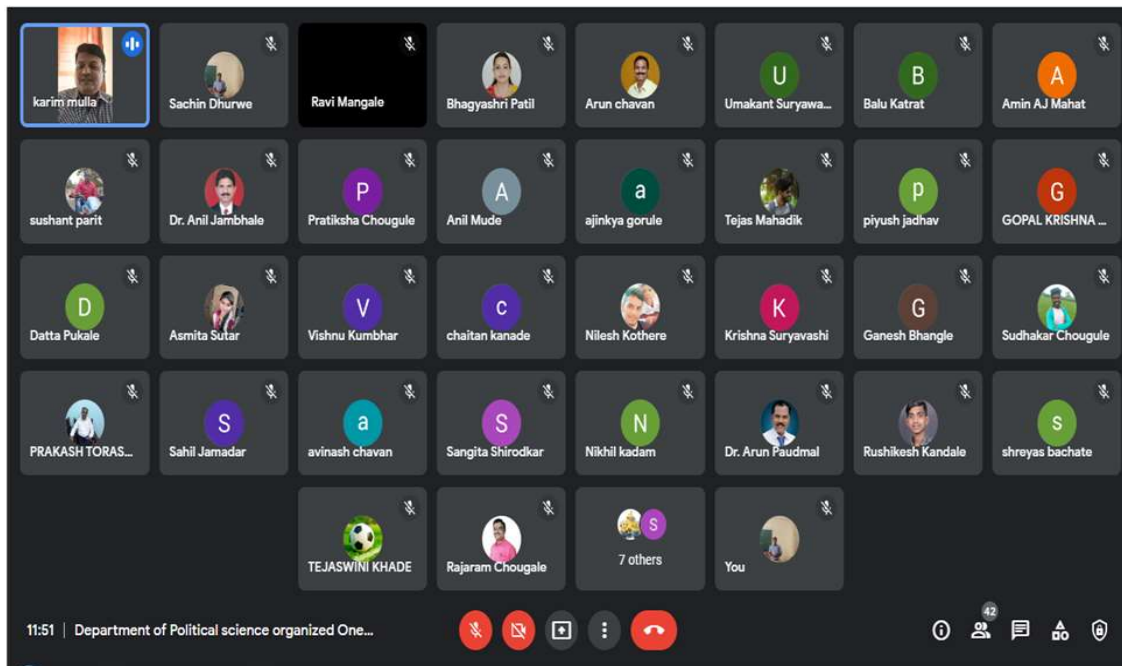 karim mulla
Sachin Dhurwe
Ravi Mangale
Bhagyashri Patil
Arun chavan
U
Umakant Suryawa...
B
Balu Katrat
A
Amin AJ Mahat
sushant parit
Dr. Anil Jambhale
P
Pratiksha Chougule
A
Anil Mude
a
ajinkya gorule
Tejas Mahadik
p
piyush jadhav
G
GOPAL KRISHNA ...
D
Datta Pukale
Asmita Sutar
V
Vishnu Kumbhar
c
chaitan kanade
Nilesh Kothere
K
Krishna Suryavashi
G
Ganesh Bhangle
Sudhakar Chougule
PRAKASH TORAS...
S
Sahil Jamadar
a
avinash chavan
S
Sangita Shirodkar
N
Nikhil kadam
Dr. Arun Paudmal
Rushikesh Kandale
s
shreyas bachate
TEJASWINI KHADE
Rajaram Chougale
S
7 others
You
11:51 | Department of Political science organized One...
42